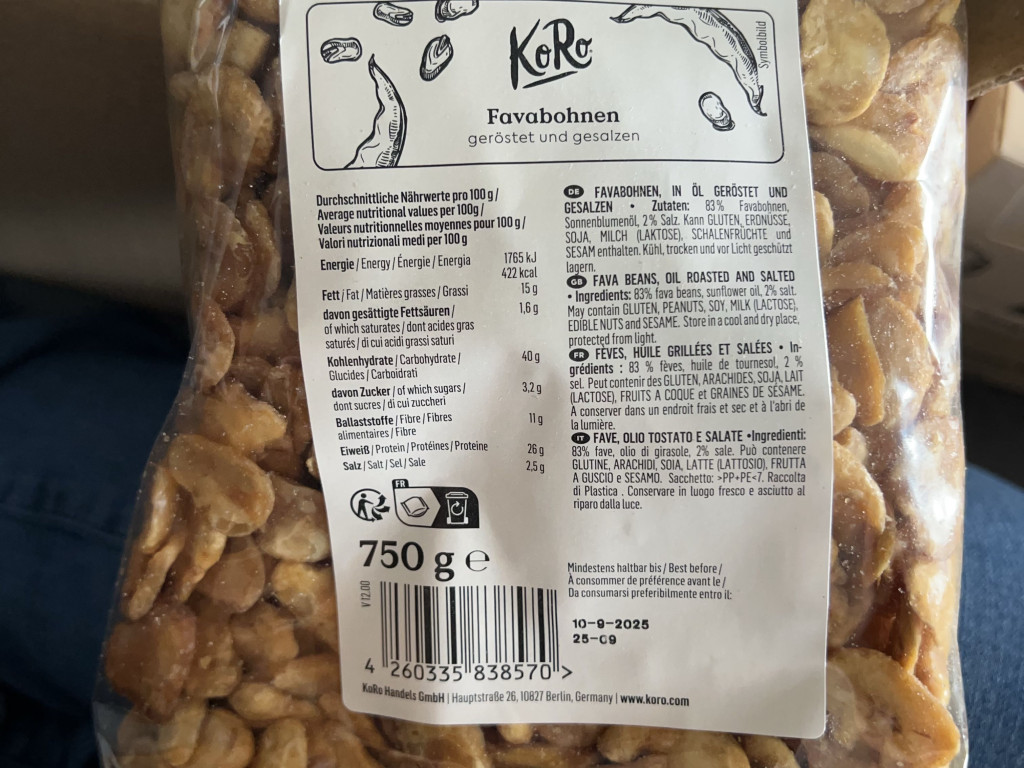 KoRo
Symbolbild
Favabohnen
geröstet und gesalzen
Durchschnittliche Nährwerte pro 100 g /
Average nutritional values per 100g /
Valeurs nutritionnelles moyennes pour 100 g /
Valori nutrizionali medi per 100 g
Energie / Energy / Énergie / Energia 1765 kJ
422 kcal
Fett / Fat / Matières grasses / Grassi 15 g
davon gesättigte Fettsäuren / 1,6 g
of which saturates / dont acides gras
saturés / di cui acidi grassi saturi
Kohlenhydrate / Carbohydrate / 40 g
Glucides / Carboidrati
davon Zucker / of which sugars / 3,2 g
dont sucres / di cui zuccheri
Ballaststoffe / Fibre / Fibres 11 g
alimentaires / Fibre
Eiweiß / Protein / Protéines / Proteine 26 g
Salz / Salt / Sel / Sale 2,5 g
FR
750 g e
V12.00
4 260335 838570 >
KoRo Handels GmbH | Hauptstraße 26, 10827 Berlin, Germany | www.koro.com
DE FAVABOHNEN, IN ÖL GERÖSTET UND
GESALZEN • Zutaten: 83% Favabohnen,
Sonnenblumenöl, 2% Salz. Kann GLUTEN, ERDNÜSSE,
SOJA, MILCH (LAKTOSE), SCHALENFRÜCHTE und
SESAM enthalten. Kühl, trocken und vor Licht geschützt
lagern.
GB FAVA BEANS, OIL ROASTED AND SALTED
• Ingredients: 83% fava beans, sunflower oil, 2% salt.
May contain GLUTEN, PEANUTS, SOY, MILK (LACTOSE),
EDIBLE NUTS and SESAME. Store in a cool and dry place,
protected from light.
FR FÈVES, HUILE GRILLÉES ET SALÉES • In-
grédients : 83 % fèves, huile de tournesol, 2 %
sel. Peut contenir des GLUTEN, ARACHIDES, SOJA, LAIT
(LACTOSE), FRUITS A COQUE et GRAINES DE SÉSAME.
À conserver dans un endroit frais et sec et à l'abri de
la lumière.
IT FAVE, OLIO TOSTATO E SALATE •Ingredienti:
83% fave, olio di girasole, 2% sale. Può contenere
GLUTINE, ARACHIDI, SOIA, LATTE (LATTOSIO), FRUTTA
A GUSCIO e SESAMO. Sacchetto: >PP+PE<7. Raccolta
di Plastica . Conservare in luogo fresco e asciutto al
riparo dalla luce.
Mindestens haltbar bis / Best before /
À consommer de préférence avant le /
Da consumarsi preferibilmente entro il:
10-9-2025
25-09